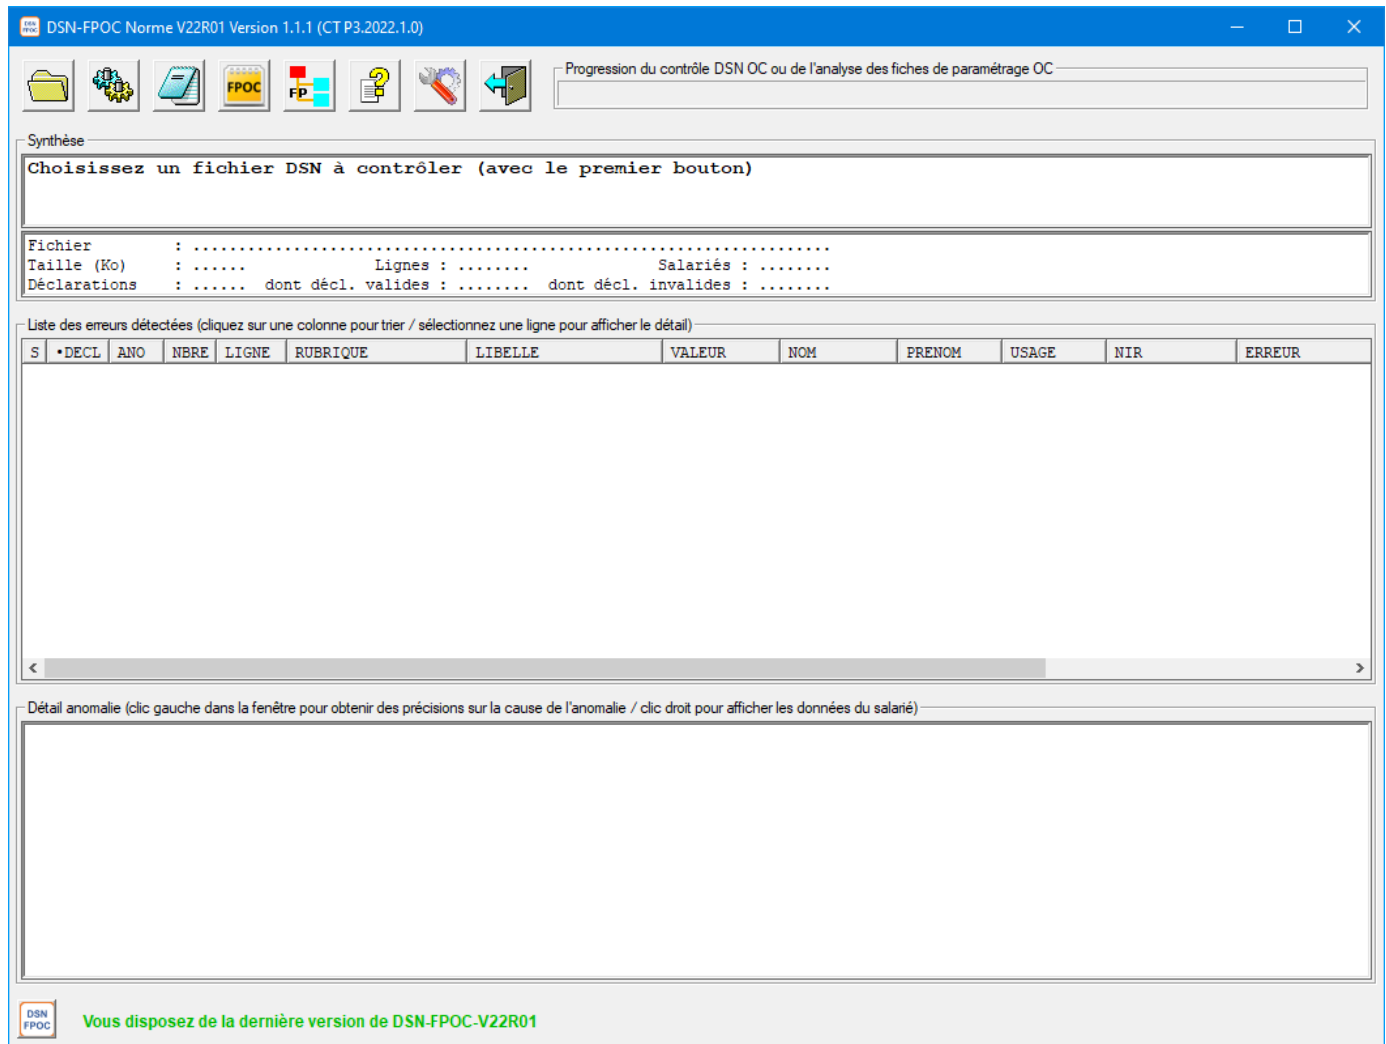 DSN FPOC DSN-FPOC Norme V22R01 Version 1.1.1 (CT P3.2022.1.0)
FPOC FP Progression du contrôle DSN OC ou de l'analyse des fiches de paramétrage OC
Synthèse
Choisissez un fichier DSN à contrôler (avec le premier bouton)
Fichier : ......................................................................
Taille (Ko) : ...... Lignes : ........ Salariés : ........
Déclarations : ...... dont décl. valides : ........ dont décl. invalides : ........
Liste des erreurs détectées (cliquez sur une colonne pour trier / sélectionnez une ligne pour afficher le détail)
S •DECL ANO NBRE LIGNE RUBRIQUE LIBELLE VALEUR NOM PRENOM USAGE NIR ERREUR
Détail anomalie (clic gauche dans la fenêtre pour obtenir des précisions sur la cause de l'anomalie / clic droit pour afficher les données du salarié)
DSN FPOC Vous disposez de la dernière version de DSN-FPOC-V22R01